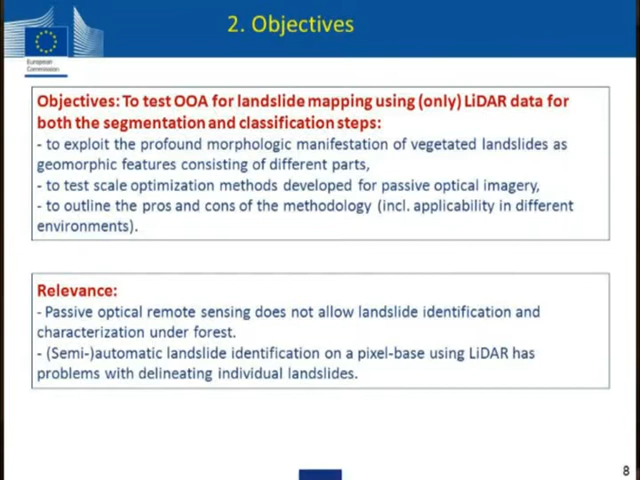 2. Objectives
European
Commission
Objectives: To test OOA for landslide mapping using (only) LiDAR data for
both the segmentation and classification steps:
- to exploit the profound morphologic manifestation of vegetated landslides as
geomorphic features consisting of different parts,
- to test scale optimization methods developed for passive optical imagery,
- to outline the pros and cons of the methodology (incl. applicability in different
environments).
Relevance:
- Passive optical remote sensing does not allow landslide identification and
characterization under forest.
- (Semi-)automatic landslide identification on a pixel-base using LiDAR has
problems with delineating individual landslides.
8